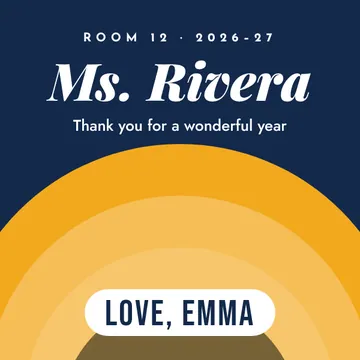 ROOM 12 · 2026–27
Ms. Rivera
Thank you for a wonderful year
LOVE, EMMA